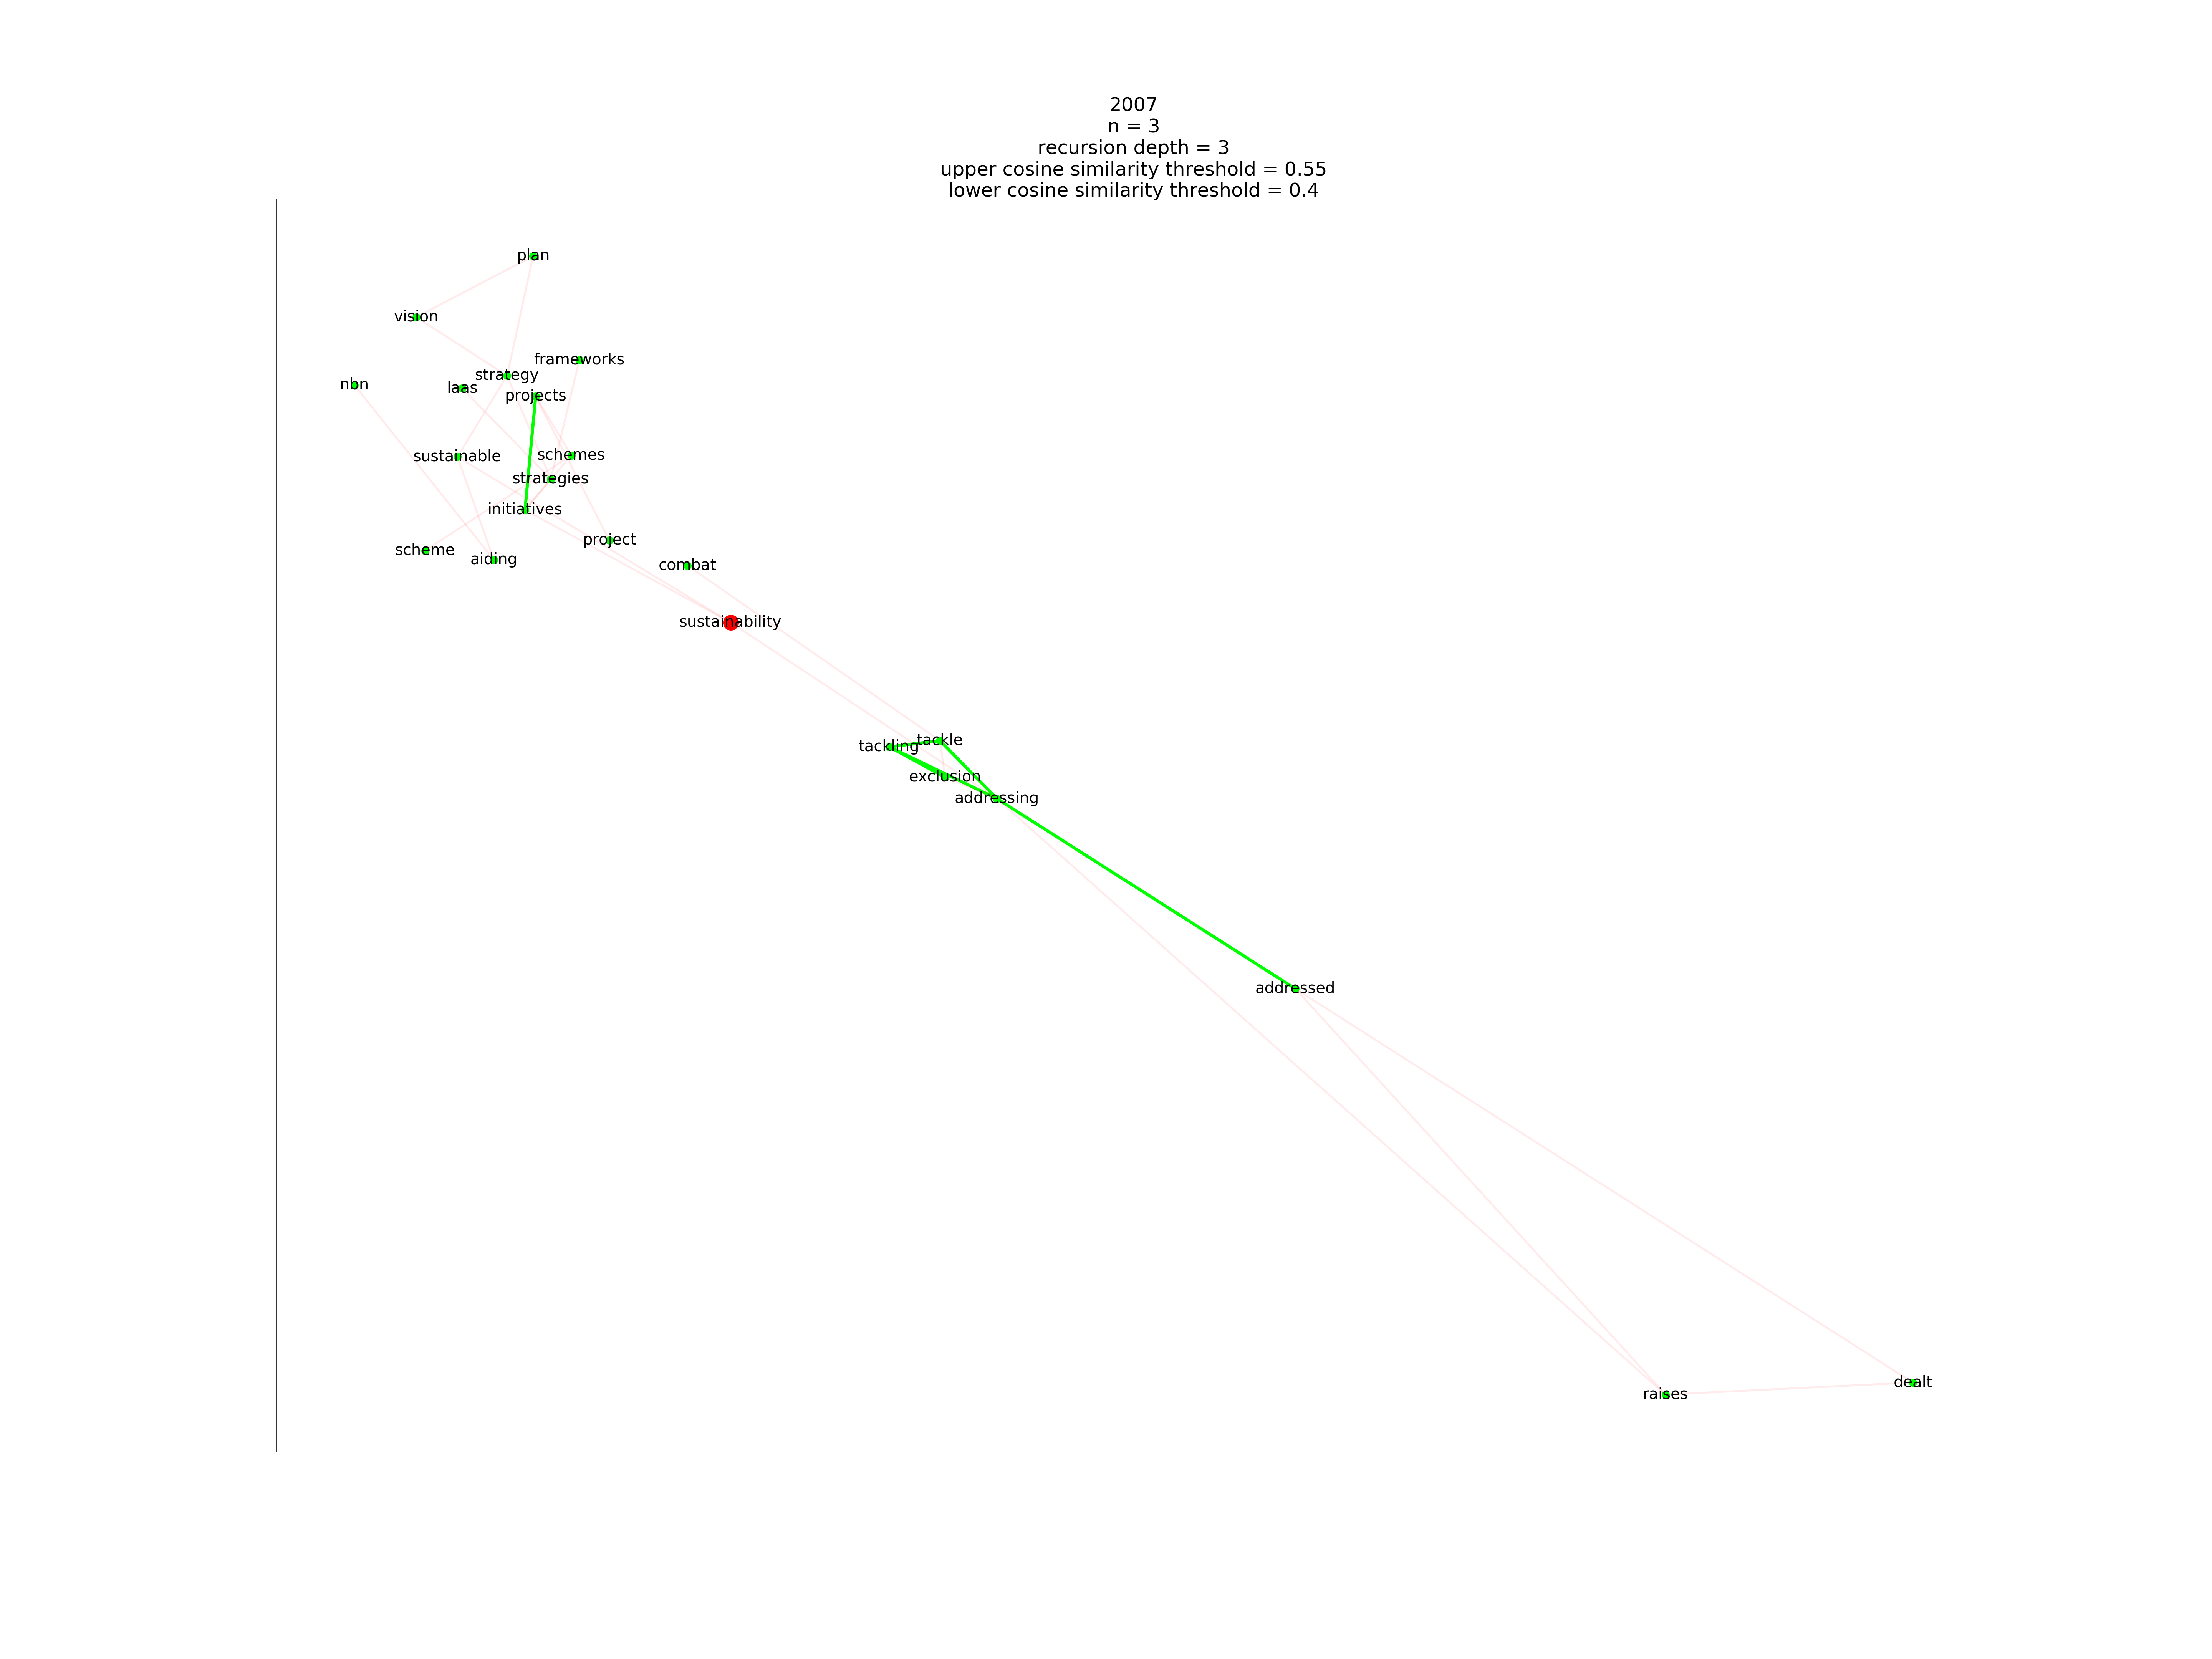 2007
n = 3
recursion depth = 3
upper cosine similarity threshold = 0.55
lower cosine similarity threshold = 0.4
plan
vision
frameworks
strategy
nbn
laas
projects
sustainable
schemes
strategies
initiatives
project
scheme
aiding
combat
sustainability
tackle
tackling
exclusion
addressing
addressed
dealt
raises